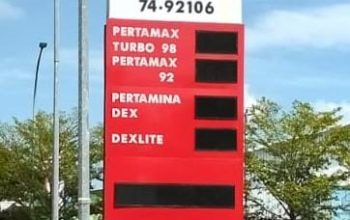 74-92106
PERTAMAX
TURBO 98
PERTAMAX
92
PERTAMINA
DEX
DEXLITE